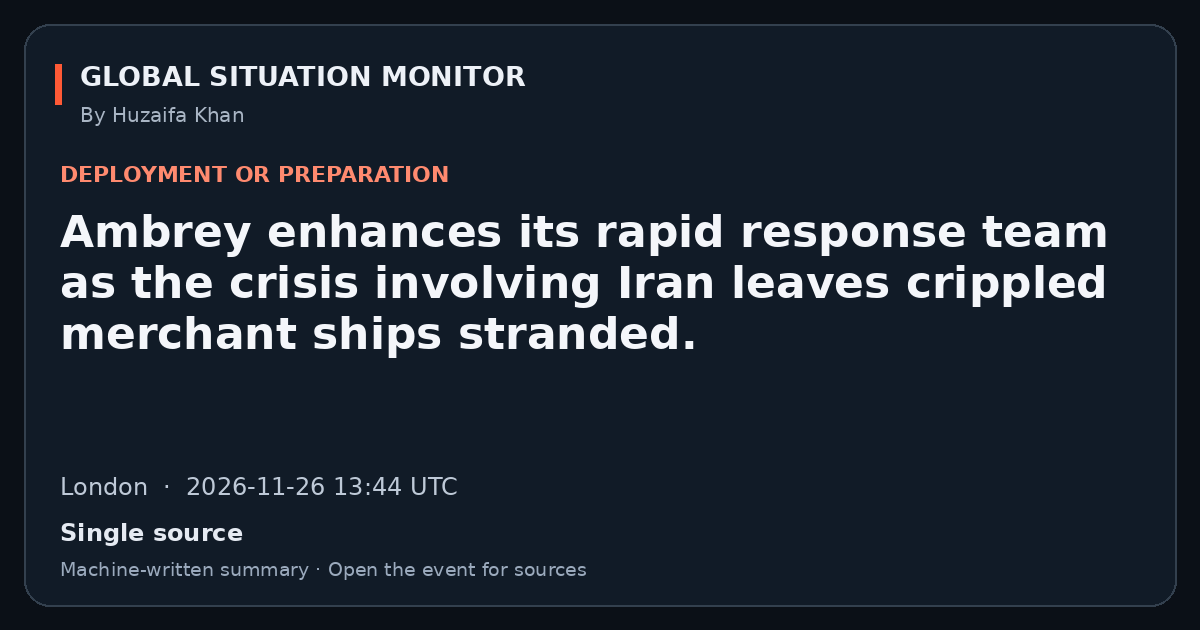 GLOBAL SITUATION MONITOR
By Huzaifa Khan
DEPLOYMENT OR PREPARATION
Ambrey enhances its rapid response team
as the crisis involving Iran leaves crippled
merchant ships stranded.
London · 2026-11-26 13:44 UTC
Single source
Machine-written summary · Open the event for sources